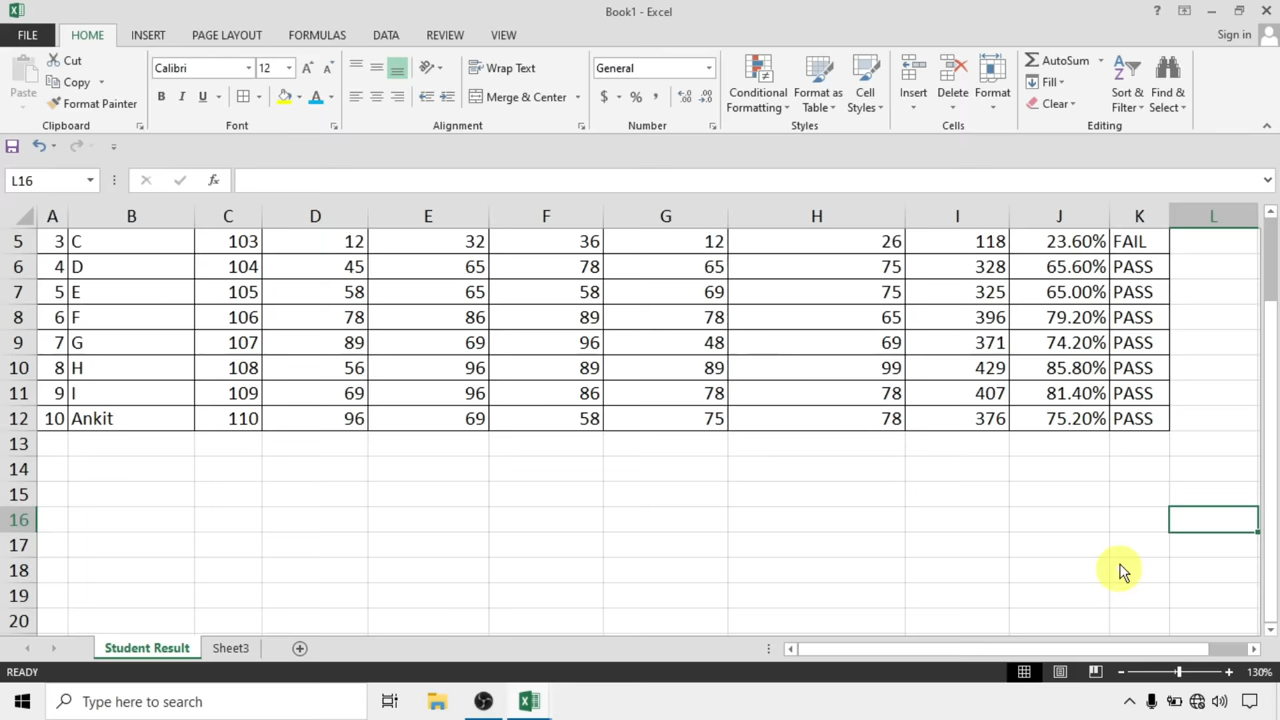 Book1 - Excel
?
FILE HOME INSERT PAGE LAYOUT FORMULAS DATA REVIEW VIEW Sign in
Cut
Copy
Format Painter
Paste
Clipboard
Calibri 12
B I U A
Font
Wrap Text
Merge & Center
Alignment
General
$ % ,
Number
Conditional Formatting
Format as Table
Cell Styles
Styles
Insert
Delete
Format
Cells
AutoSum
Fill
Clear
Sort & Filter
Find & Select
Editing
L16 fx
A B C D E F G H I J K L
5 3 C 103 12 32 36 12 26 118 23.60% FAIL
6 4 D 104 45 65 78 65 75 328 65.60% PASS
7 5 E 105 58 65 58 69 75 325 65.00% PASS
8 6 F 106 78 86 89 78 65 396 79.20% PASS
9 7 G 107 89 69 96 48 69 371 74.20% PASS
10 8 H 108 56 96 89 89 99 429 85.80% PASS
11 9 I 109 69 96 86 78 78 407 81.40% PASS
12 10 Ankit 110 96 69 58 75 78 376 75.20% PASS
13
14
15
16
17
18
19
20
Student Result Sheet3
READY 130%
Type here to search